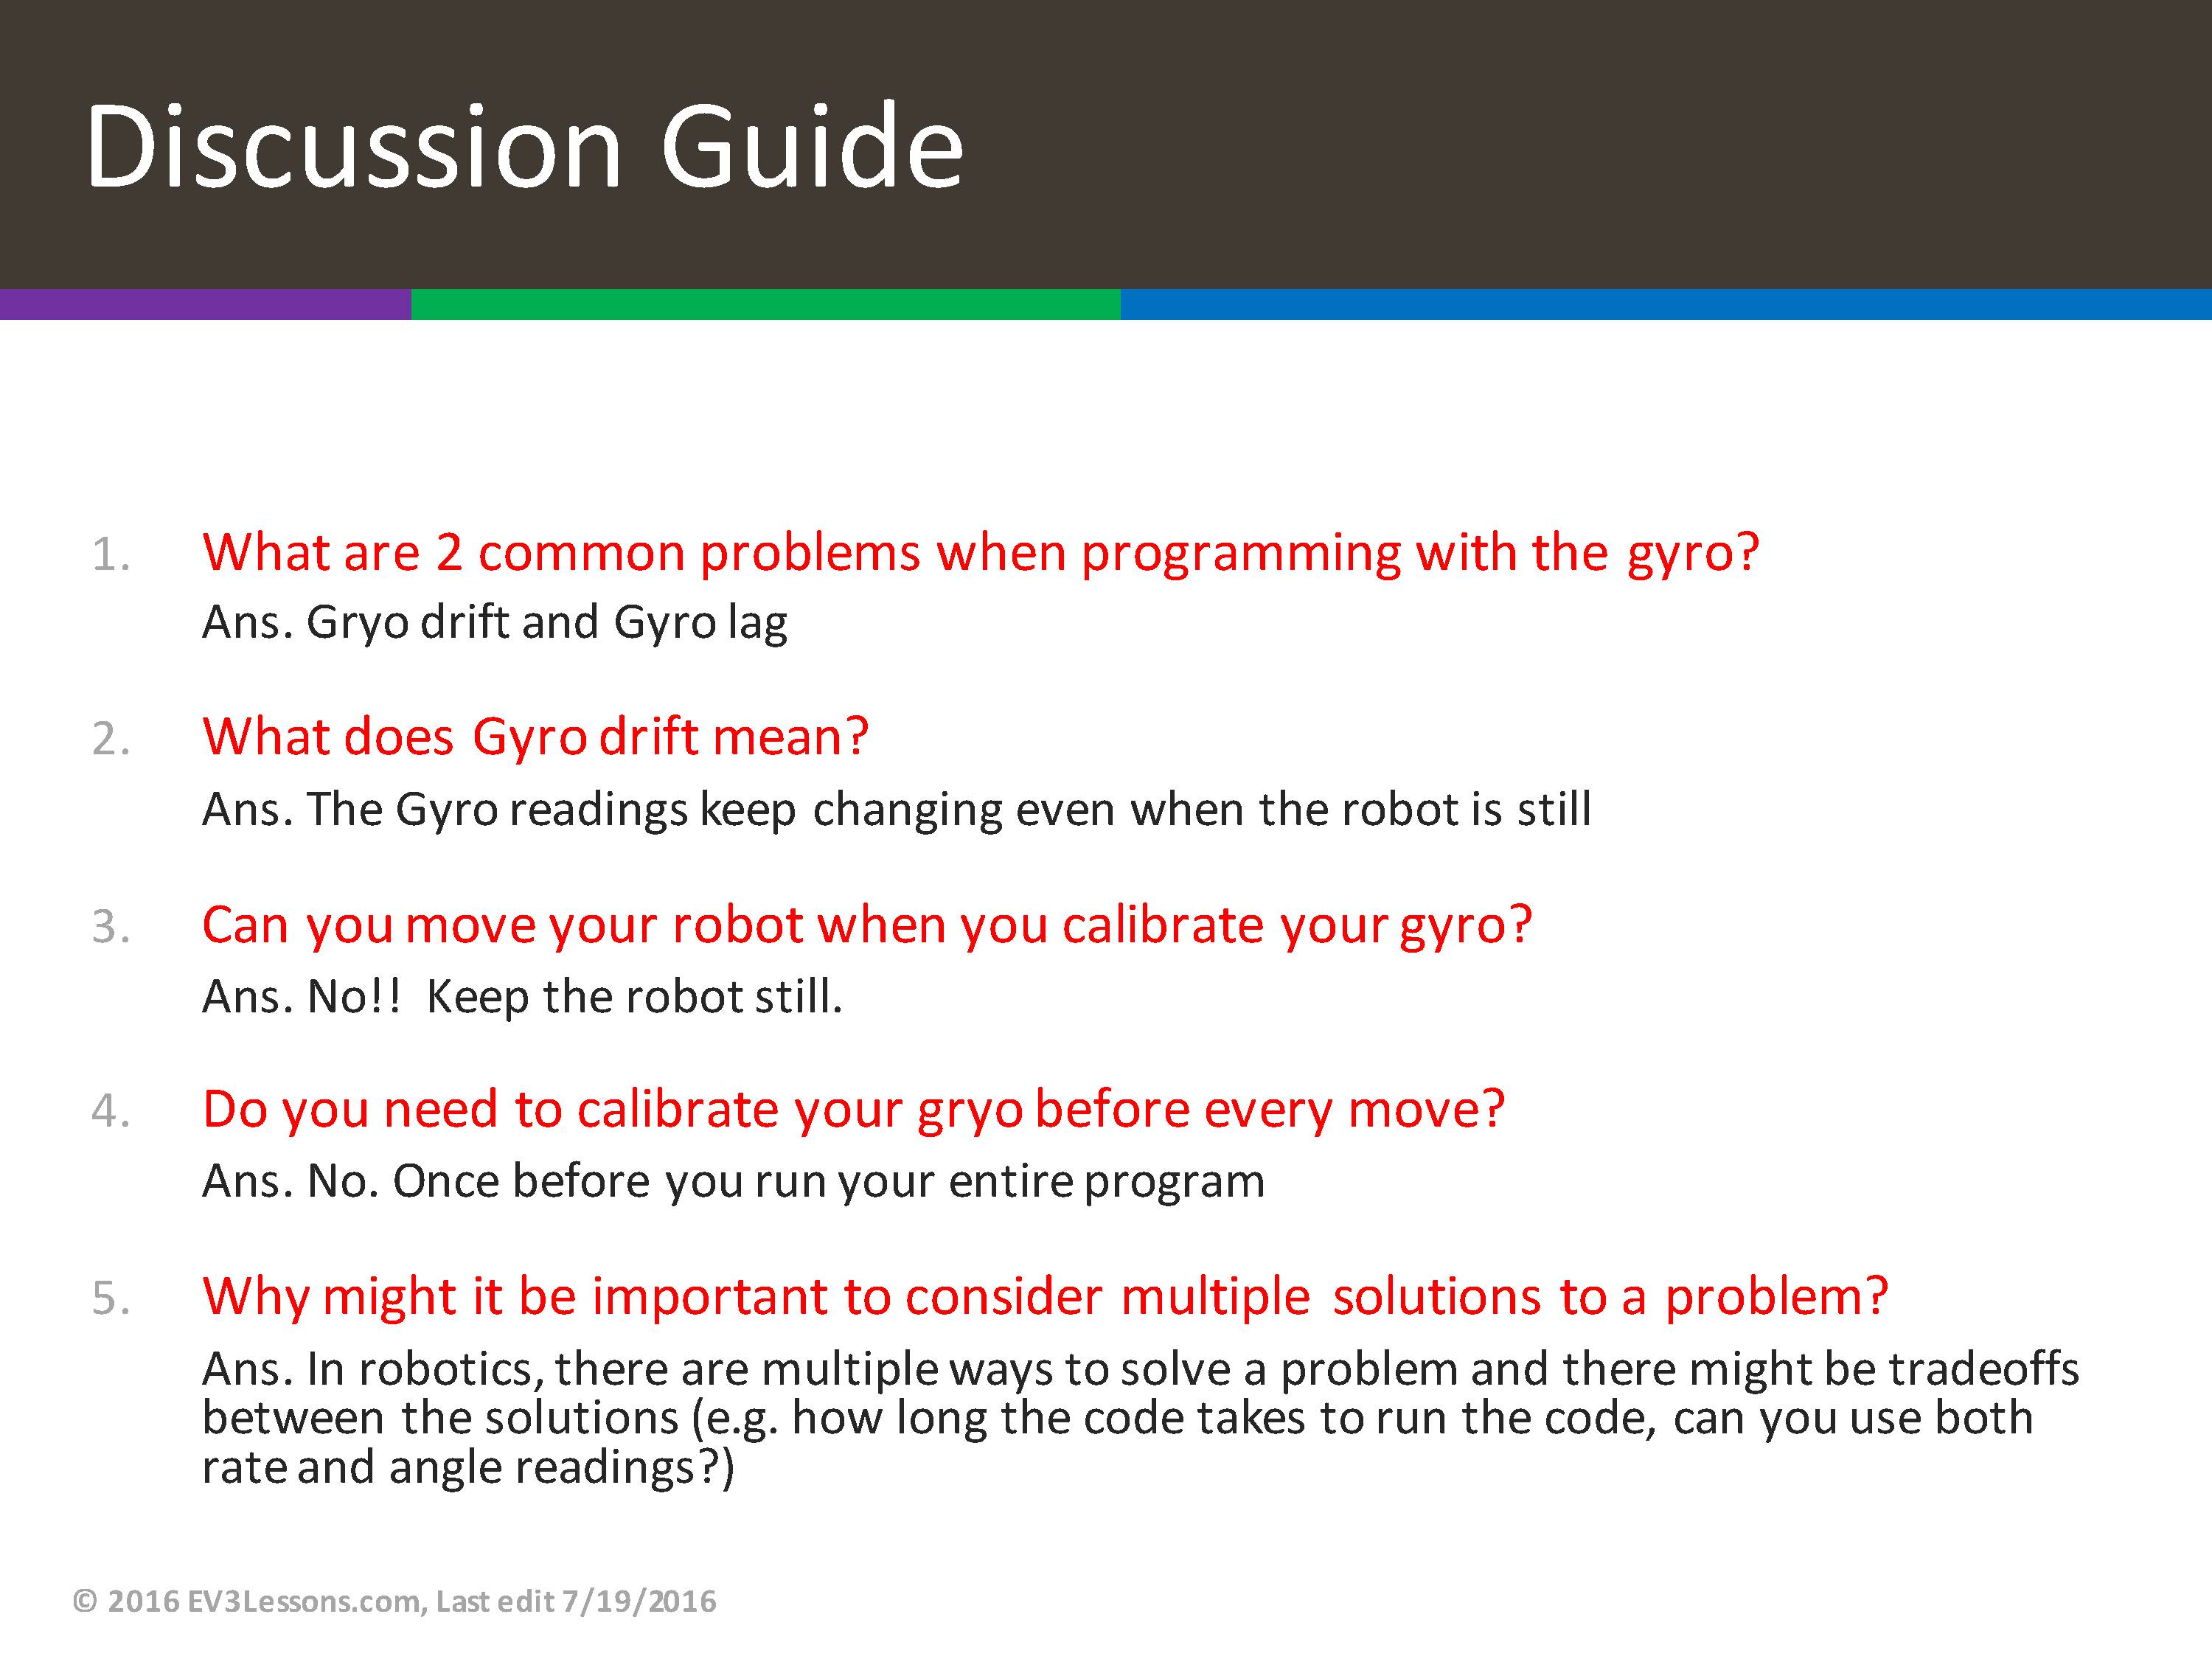 Discussion Guide
1. What are 2 common problems when programming with the gyro?
Ans. Gryo drift and Gyro lag
2. What does Gyro drift mean?
Ans. The Gyro readings keep changing even when the robot is still
3. Can you move your robot when you calibrate your gyro?
Ans. No!! Keep the robot still.
4. Do you need to calibrate your gryo before every move?
Ans. No. Once before you run your entire program
5. Why might it be important to consider multiple solutions to a problem?
Ans. In robotics, there are multiple ways to solve a problem and there might be tradeoffs
between the solutions (e.g. how long the code takes to run the code, can you use both
rate and angle readings?)
© 2016 EV3Lessons.com, Last edit 7/19/2016